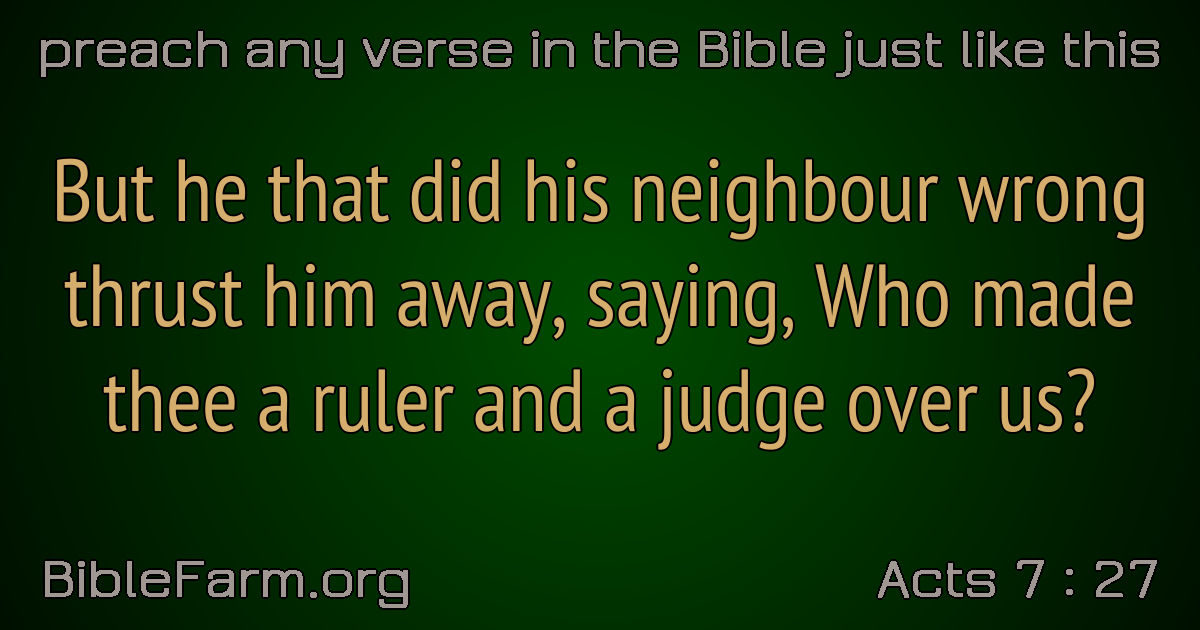 preach any verse in the Bible just like this
But he that did his neighbour wrong
thrust him away, saying, Who made
thee a ruler and a judge over us?
BibleFarm.org
Acts 7 : 27